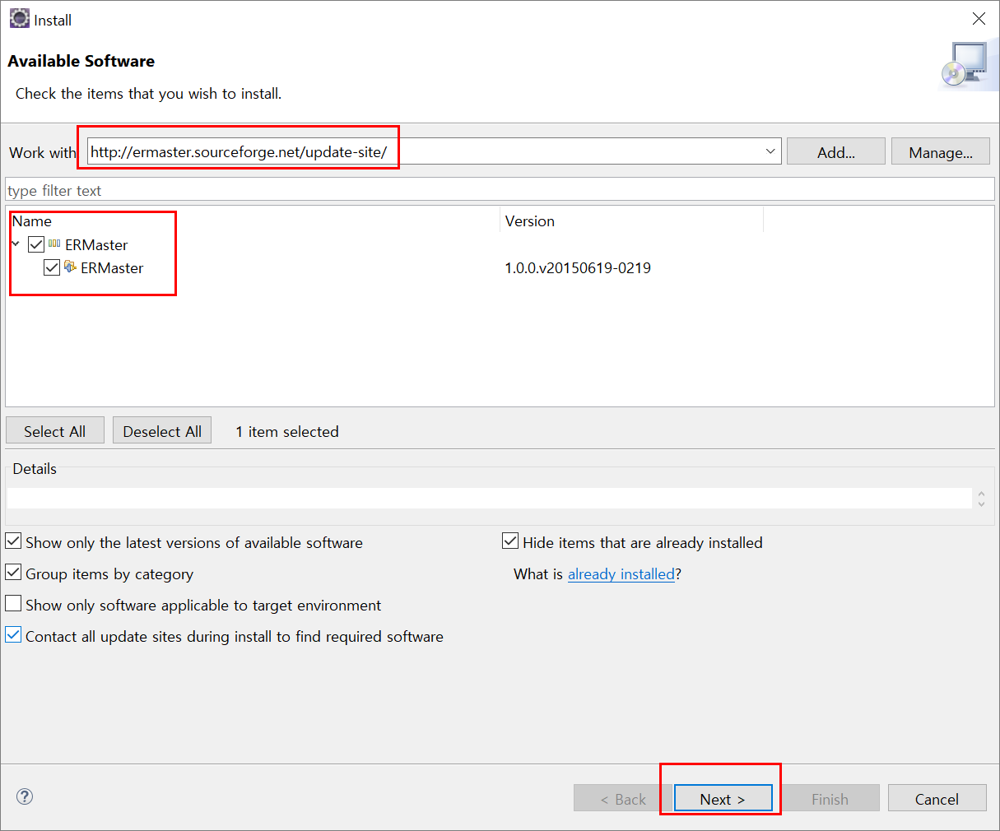 Install
Available Software
Check the items that you wish to install.
Work with http://ermaster.sourceforge.net/update-site/ Add... Manage...
type filter text
Name Version
ERMaster
ERMaster 1.0.0.v20150619-0219
Select All Deselect All 1 item selected
Details
Show only the latest versions of available software Hide items that are already installed
Group items by category What is already installed?
Show only software applicable to target environment
Contact all update sites during install to find required software
? < Back Next > Finish Cancel